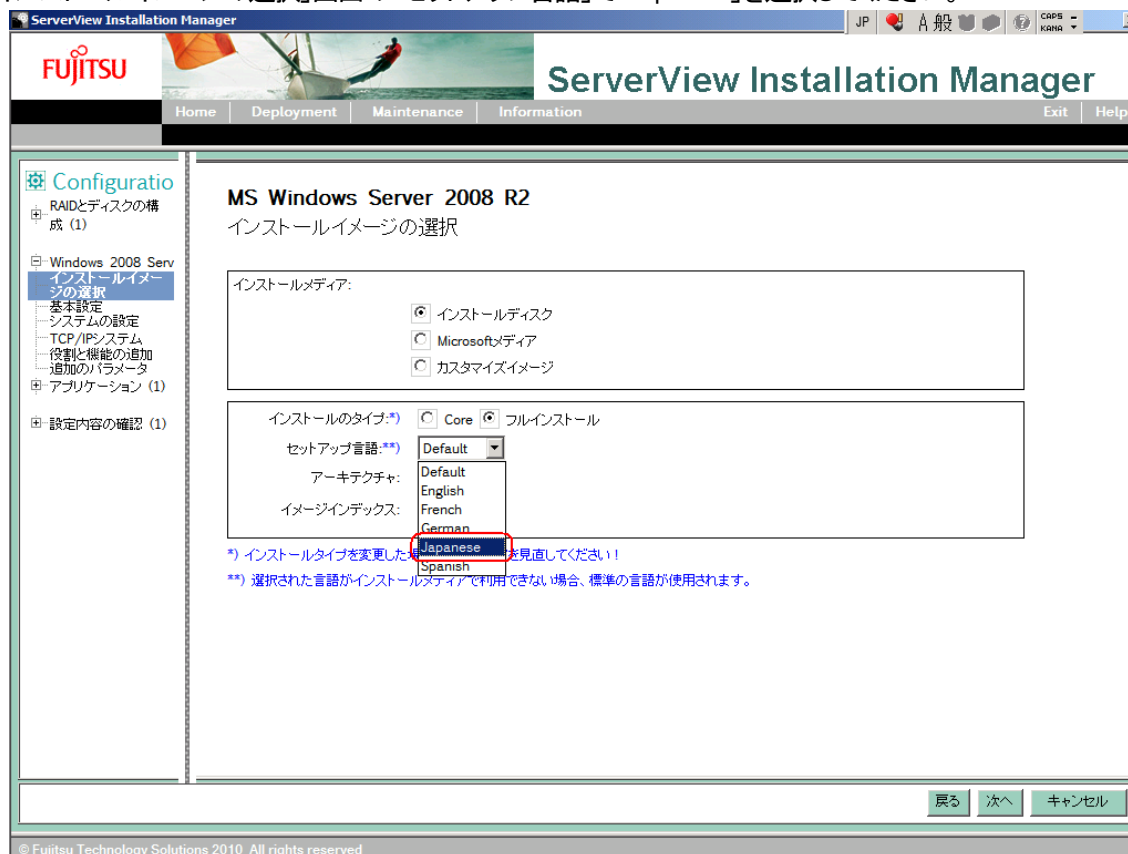 ServerView Installation Manager
JP A 般 CAPS KANA
FUJITSU
ServerView Installation Manager
Home Deployment Maintenance Information Exit Help
Configuratio
RAIDとディスクの構
成 (1)
Windows 2008 Serv
インストールイメー
ジの選択
基本設定
システムの設定
TCP/IPシステム
役割と機能の追加
追加のパラメータ
アプリケーション (1)
設定内容の確認 (1)
MS Windows Server 2008 R2
インストールイメージの選択
インストールメディア:
インストールディスク
Microsoftメディア
カスタマイズイメージ
インストールのタイプ:*) Core フルインストール
セットアップ言語:**) Default
アーキテクチャ:
イメージインデックス:
Default
English
French
German
Japanese
Spanish
*) インストールタイプを変更した を見直してください！
**) 選択された言語がインストールメディアで利用できない場合、標準の言語が使用されます。
戻る 次へ キャンセル
© Fujitsu Technology Solutions 2010 All rights reserved